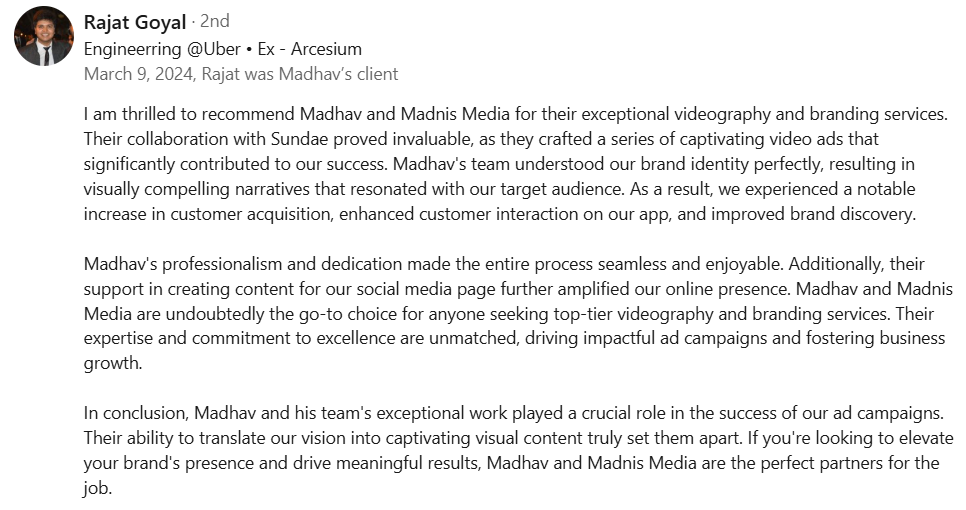 Rajat Goyal · 2nd
Engineerring @Uber • Ex - Arcesium
March 9, 2024, Rajat was Madhav’s client
I am thrilled to recommend Madhav and Madnis Media for their exceptional videography and branding services.
Their collaboration with Sundae proved invaluable, as they crafted a series of captivating video ads that
significantly contributed to our success. Madhav's team understood our brand identity perfectly, resulting in
visually compelling narratives that resonated with our target audience. As a result, we experienced a notable
increase in customer acquisition, enhanced customer interaction on our app, and improved brand discovery.
Madhav's professionalism and dedication made the entire process seamless and enjoyable. Additionally, their
support in creating content for our social media page further amplified our online presence. Madhav and Madnis
Media are undoubtedly the go-to choice for anyone seeking top-tier videography and branding services. Their
expertise and commitment to excellence are unmatched, driving impactful ad campaigns and fostering business
growth.
In conclusion, Madhav and his team's exceptional work played a crucial role in the success of our ad campaigns.
Their ability to translate our vision into captivating visual content truly set them apart. If you're looking to elevate
your brand's presence and drive meaningful results, Madhav and Madnis Media are the perfect partners for the
job.